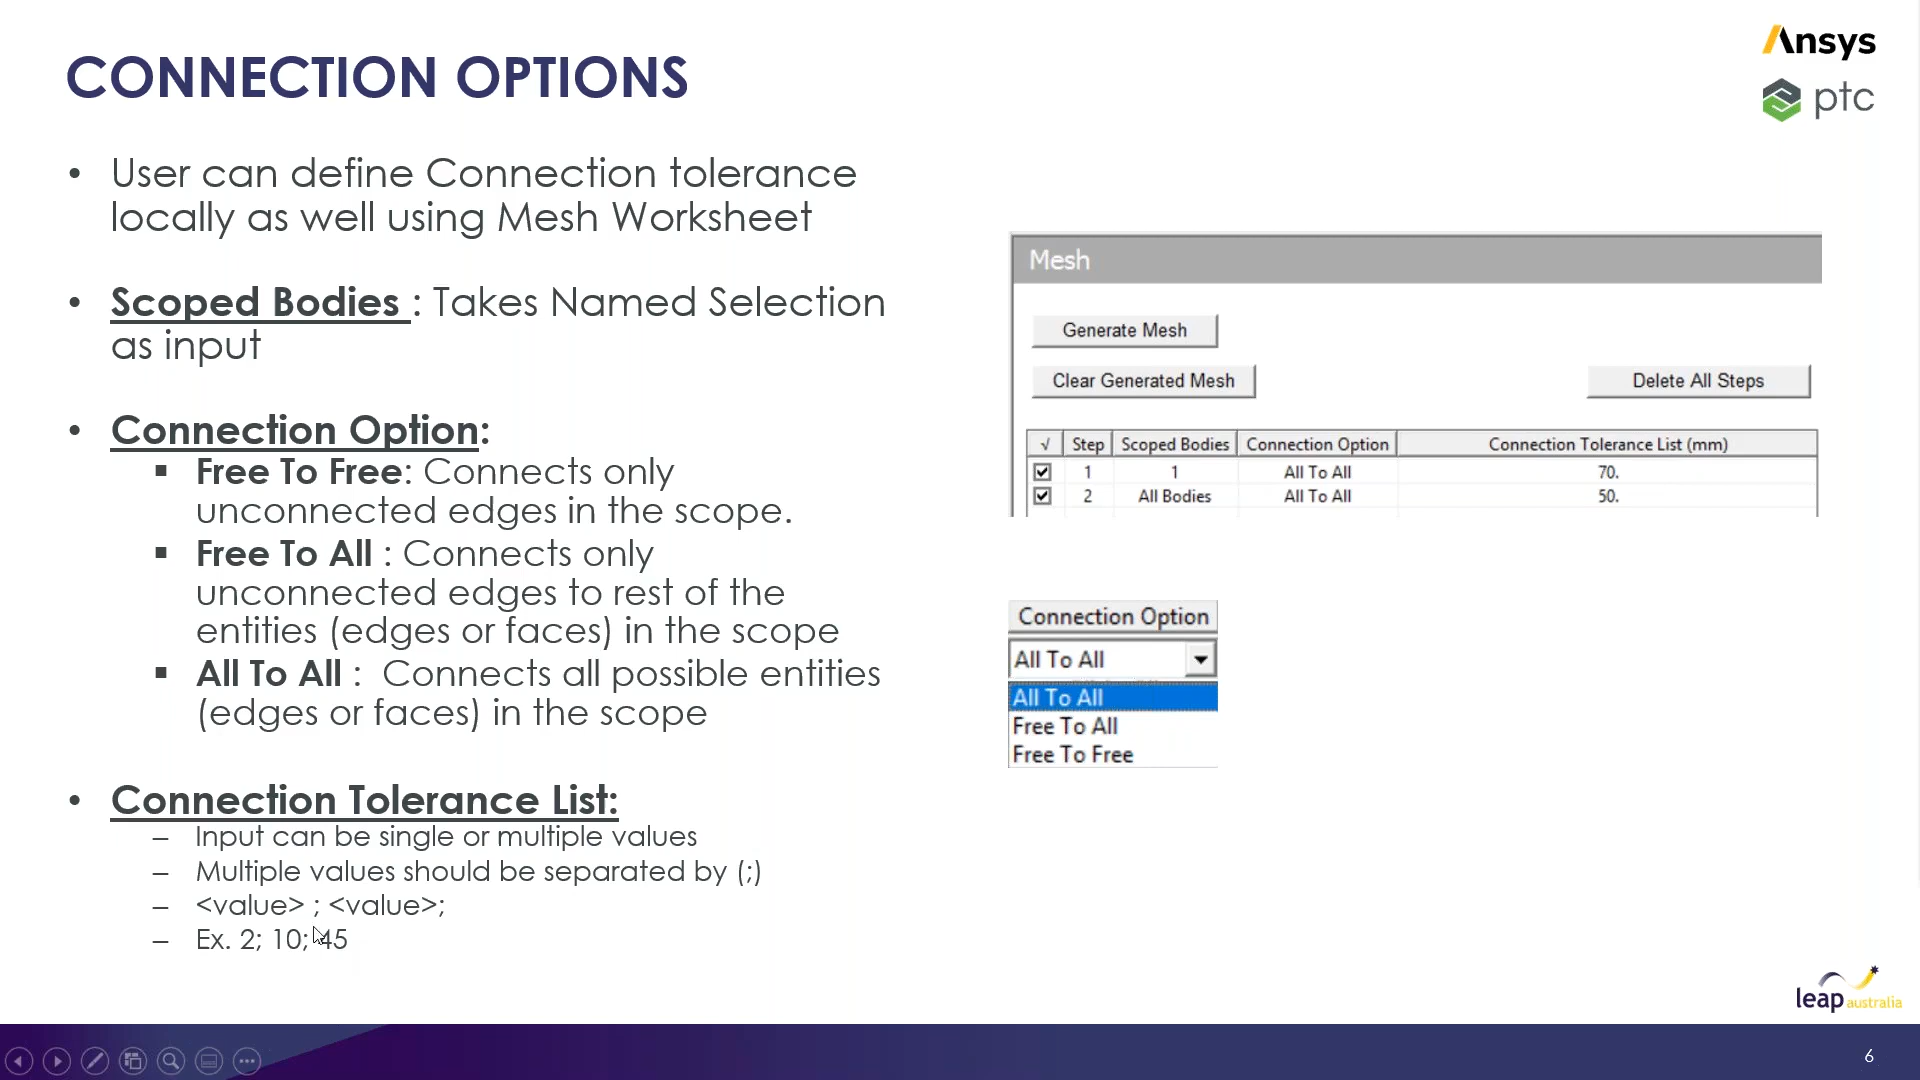 CONNECTION OPTIONS
Ansys
ptc
• User can define Connection tolerance
locally as well using Mesh Worksheet
• Scoped Bodies : Takes Named Selection
as input
• Connection Option:
▪ Free To Free: Connects only
unconnected edges in the scope.
▪ Free To All : Connects only
unconnected edges to rest of the
entities (edges or faces) in the scope
▪ All To All : Connects all possible entities
(edges or faces) in the scope
• Connection Tolerance List:
– Input can be single or multiple values
– Multiple values should be separated by (;)
– <value> ; <value>;
– Ex. 2; 10; 45
Mesh
Generate Mesh
Clear Generated Mesh Delete All Steps
√ Step Scoped Bodies Connection Option Connection Tolerance List (mm)
1 1 All To All 70.
2 All Bodies All To All 50.
Connection Option
All To All
All To All
Free To All
Free To Free
leap australia
6